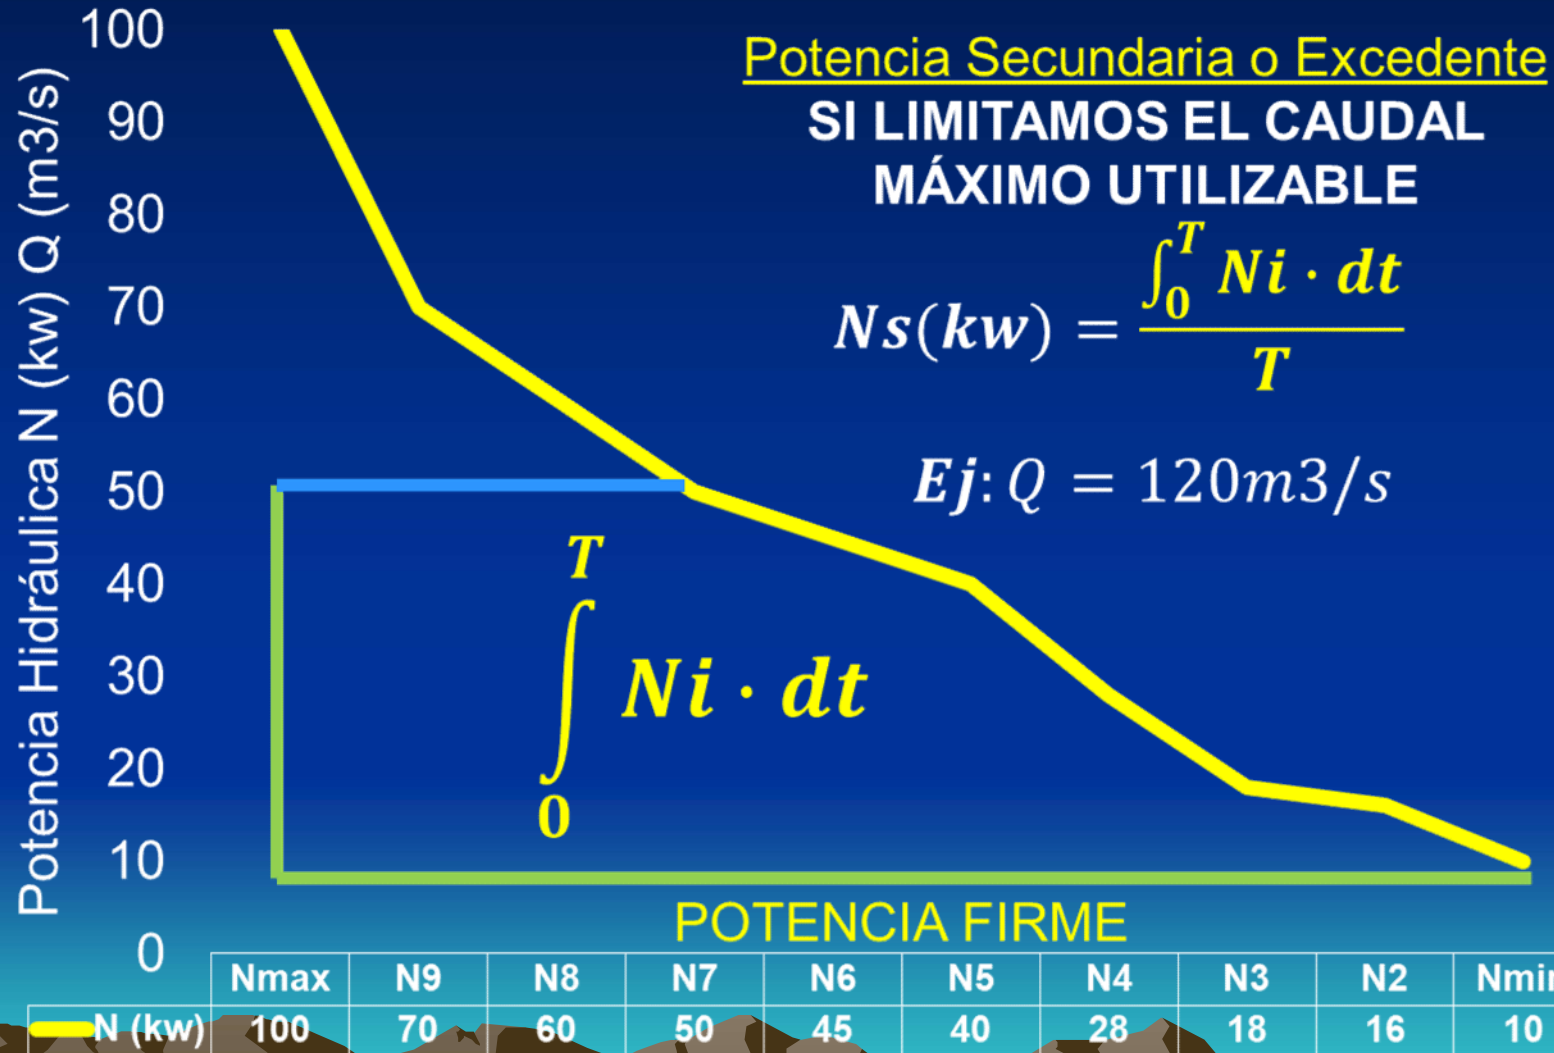 Potencia Hidráulica N (kw) Q (m3/s)
100
90
80
70
60
50
40
30
20
10
0
Potencia Secundaria o Excedente
SI LIMITAMOS EL CAUDAL
MÁXIMO UTILIZABLE
Ns(kw) = ∫₀ᵀ Ni · dt / T
Ej: Q = 120m3/s
∫₀ᵀ Ni · dt
POTENCIA FIRME
Nmax N9 N8 N7 N6 N5 N4 N3 N2 Nmin
N (kw) 100 70 60 50 45 40 28 18 16 10